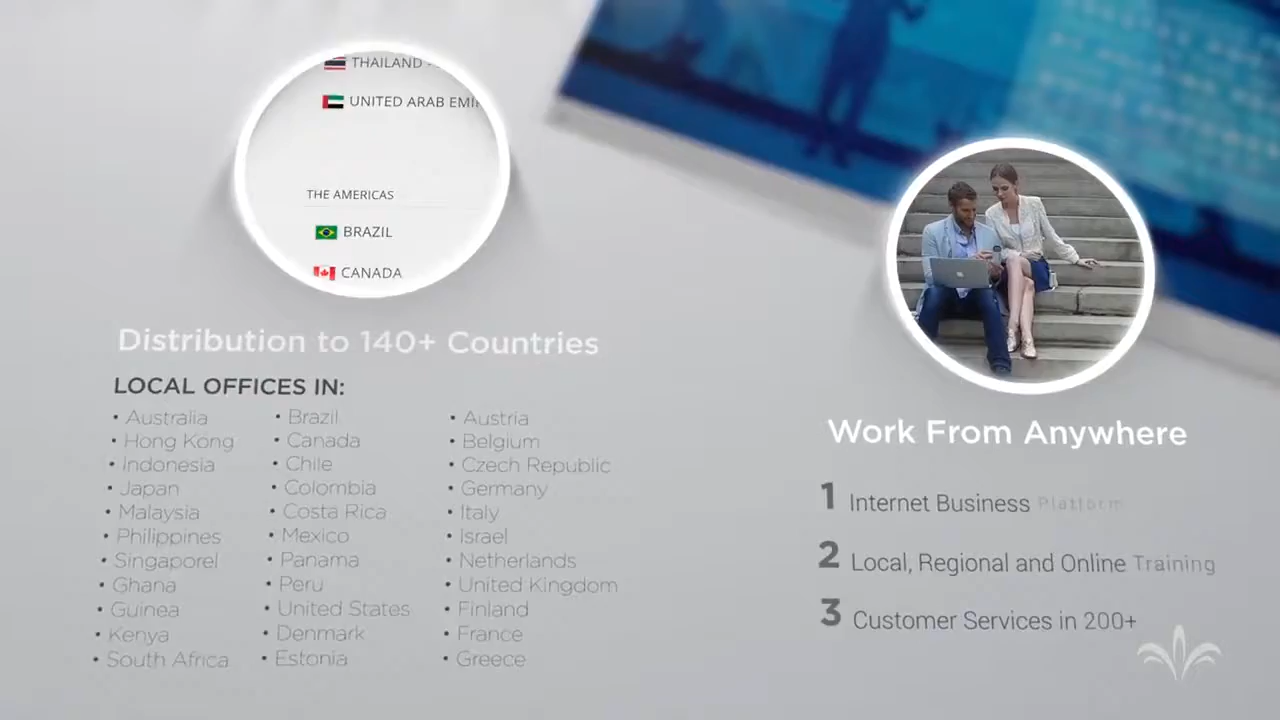 THAILAND -
UNITED ARAB EMI
THE AMERICAS
BRAZIL
CANADA
Distribution to 140+ Countries
LOCAL OFFICES IN:
• Australia
• Hong Kong
• Indonesia
• Japan
• Malaysia
• Philippines
• Singaporel
• Ghana
• Guinea
• Kenya
• South Africa
• Brazil
• Canada
• Chile
• Colombia
• Costa Rica
• Mexico
• Panama
• Peru
• United States
• Denmark
• Estonia
• Austria
• Belgium
• Czech Republic
• Germany
• Italy
• Israel
• Netherlands
• United Kingdom
• Finland
• France
• Greece
Work From Anywhere
1 Internet Business Platform
2 Local, Regional and Online Training
3 Customer Services in 200+